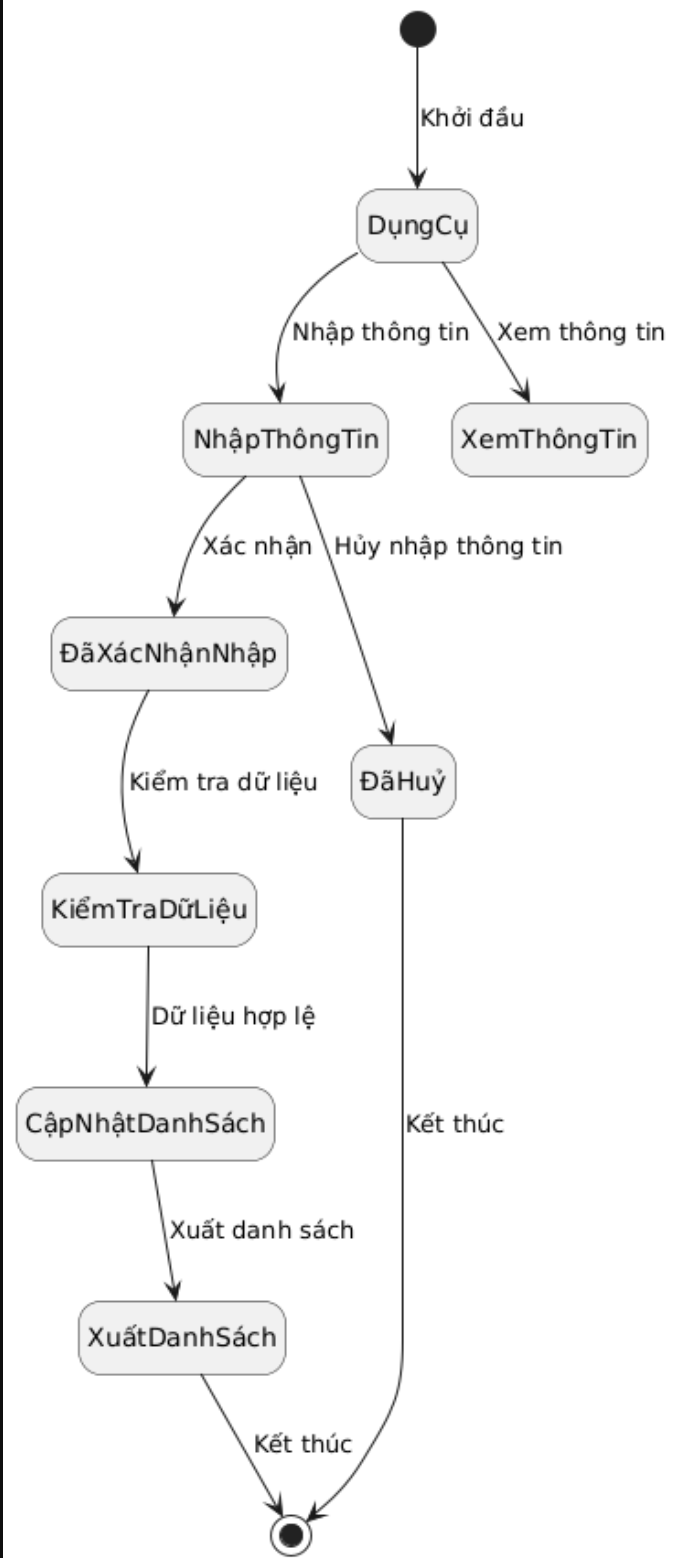 Khởi đầu
DụngCụ
Nhập thông tin
Xem thông tin
NhậpThôngTin
XemThôngTin
Xác nhận
Hủy nhập thông tin
ĐãXácNhậnNhập
Kiểm tra dữ liệu
ĐãHuỷ
KiểmTraDữLiệu
Dữ liệu hợp lệ
CậpNhậtDanhSách
Kết thúc
Xuất danh sách
XuấtDanhSách
Kết thúc